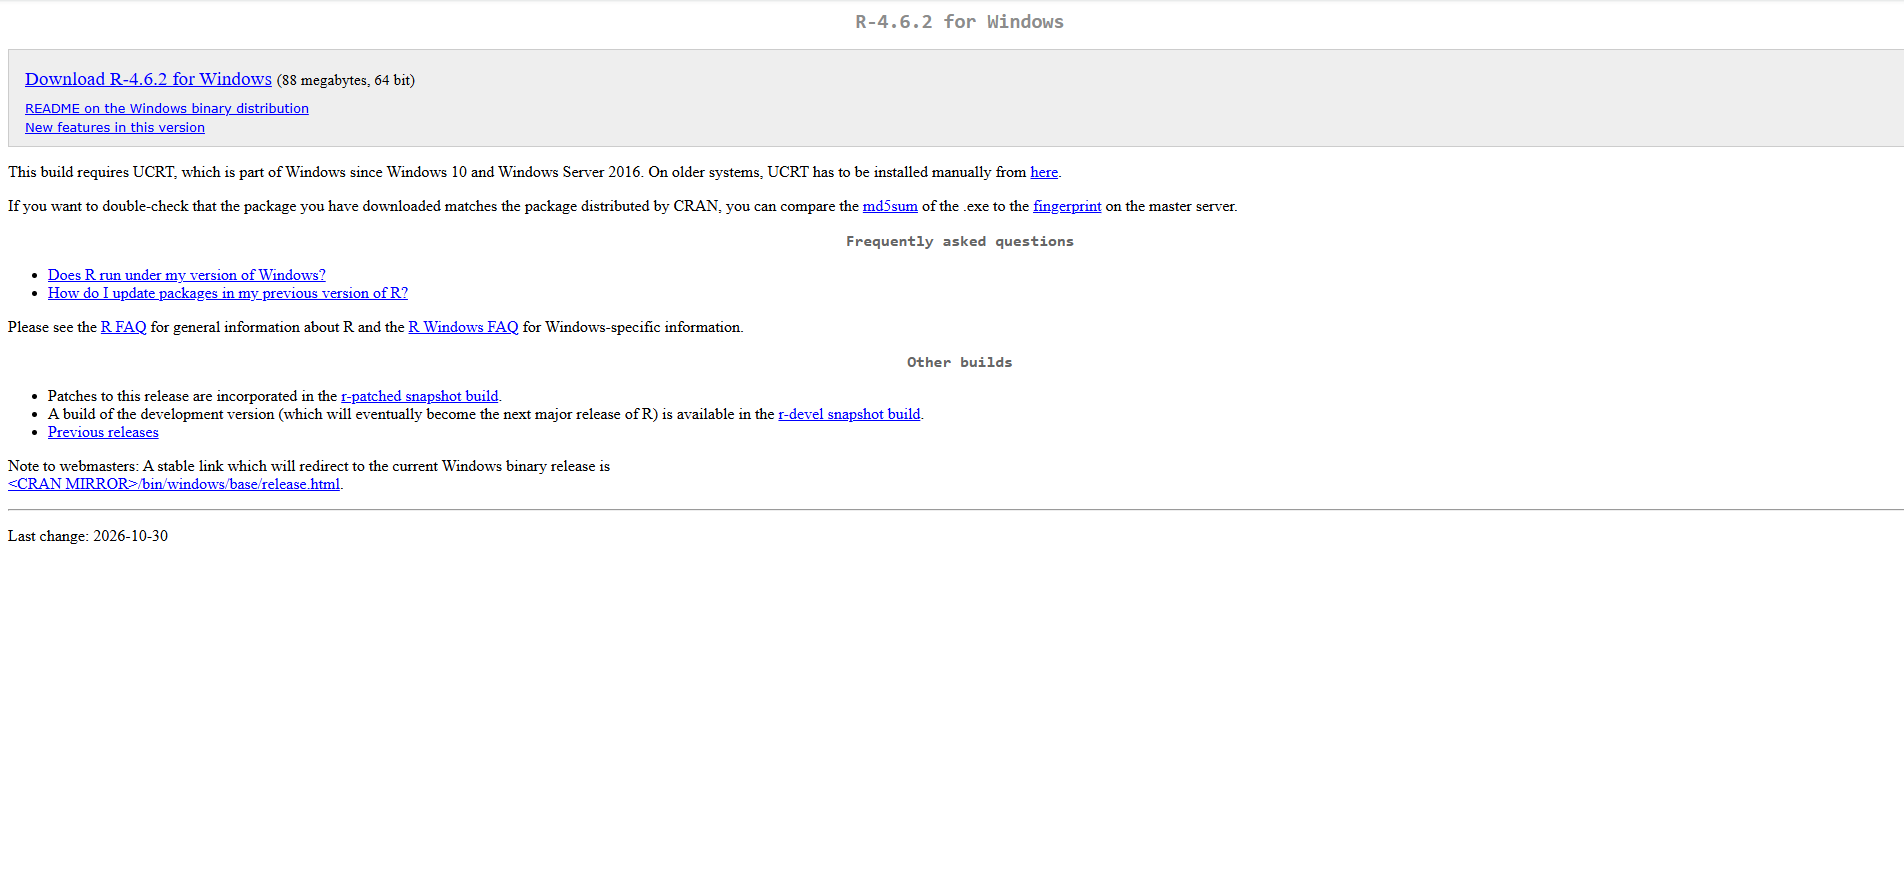 R-4.6.2 for Windows
Download R-4.6.2 for Windows (88 megabytes, 64 bit)
README on the Windows binary distribution
New features in this version
This build requires UCRT, which is part of Windows since Windows 10 and Windows Server 2016. On older systems, UCRT has to be installed manually from here.
If you want to double-check that the package you have downloaded matches the package distributed by CRAN, you can compare the md5sum of the .exe to the fingerprint on the master server.
Frequently asked questions
• Does R run under my version of Windows?
• How do I update packages in my previous version of R?
Please see the R FAQ for general information about R and the R Windows FAQ for Windows-specific information.
Other builds
• Patches to this release are incorporated in the r-patched snapshot build.
• A build of the development version (which will eventually become the next major release of R) is available in the r-devel snapshot build.
• Previous releases
Note to webmasters: A stable link which will redirect to the current Windows binary release is
<CRAN MIRROR>/bin/windows/base/release.html.
Last change: 2026-10-30